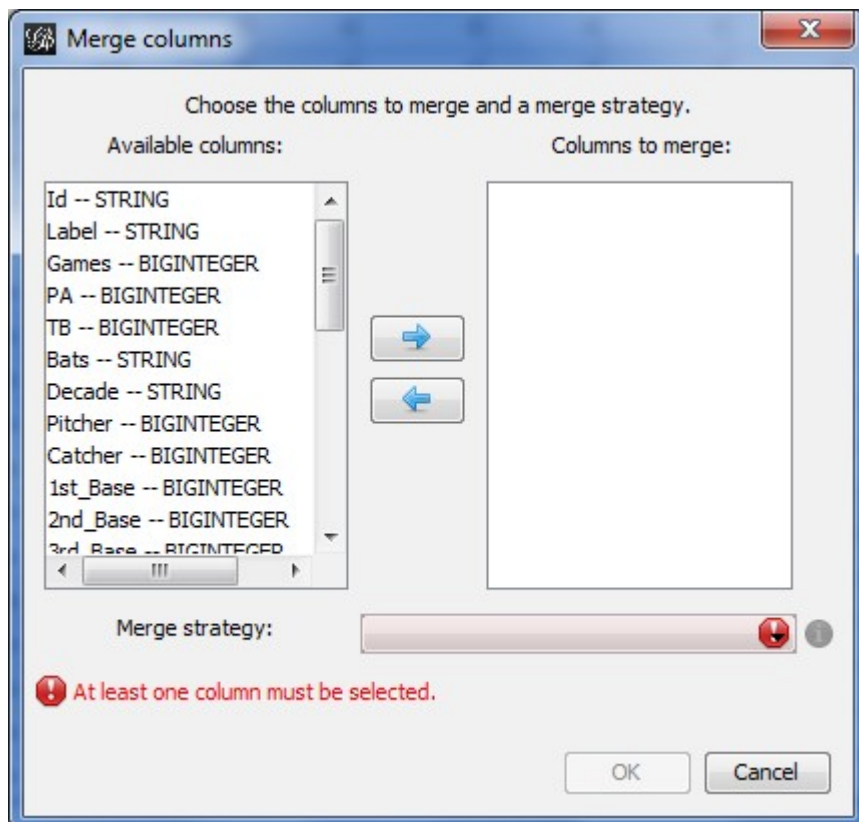 Merge columns
Choose the columns to merge and a merge strategy.
Available columns:
Columns to merge:
Id -- STRING
Label -- STRING
Games -- BIGINTEGER
PA -- BIGINTEGER
TB -- BIGINTEGER
Bats -- STRING
Decade -- STRING
Pitcher -- BIGINTEGER
Catcher -- BIGINTEGER
1st_Base -- BIGINTEGER
2nd_Base -- BIGINTEGER
3rd_Base -- BIGINTEGER
Merge strategy:
At least one column must be selected.
OK
Cancel